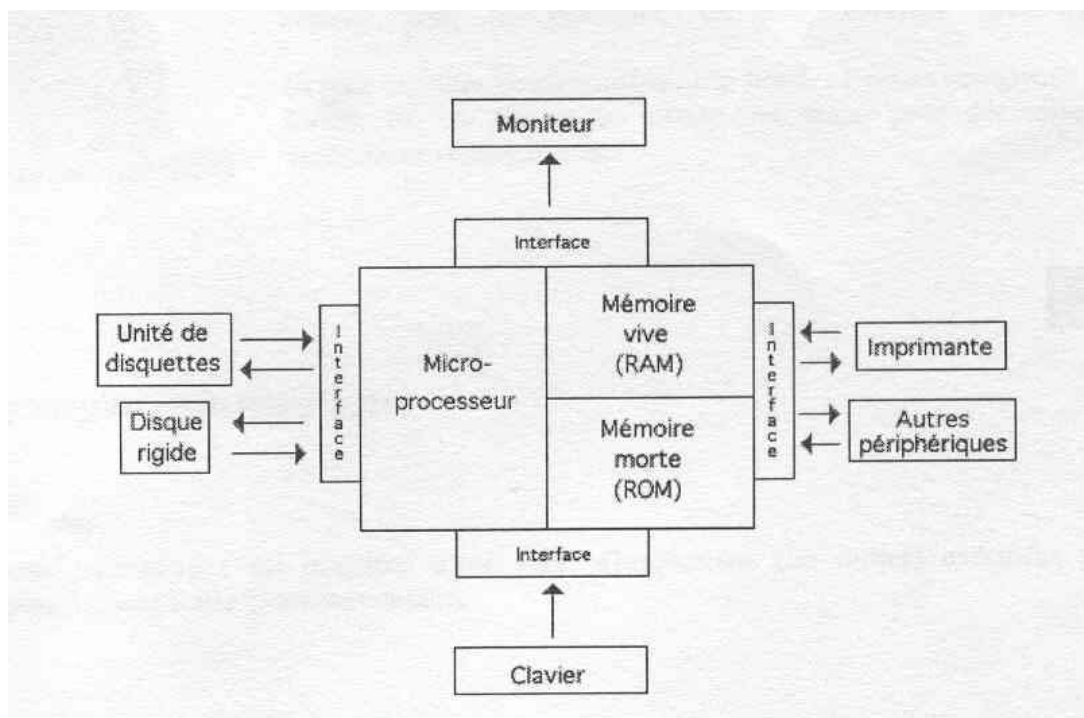 Moniteur
Interface
Unité de
disquettes
Disque
rigide
Interface
Micro-
processeur
Mémoire
vive
(RAM)
Mémoire
morte
(ROM)
Interface
Imprimante
Autres
périphériques
Interface
Clavier